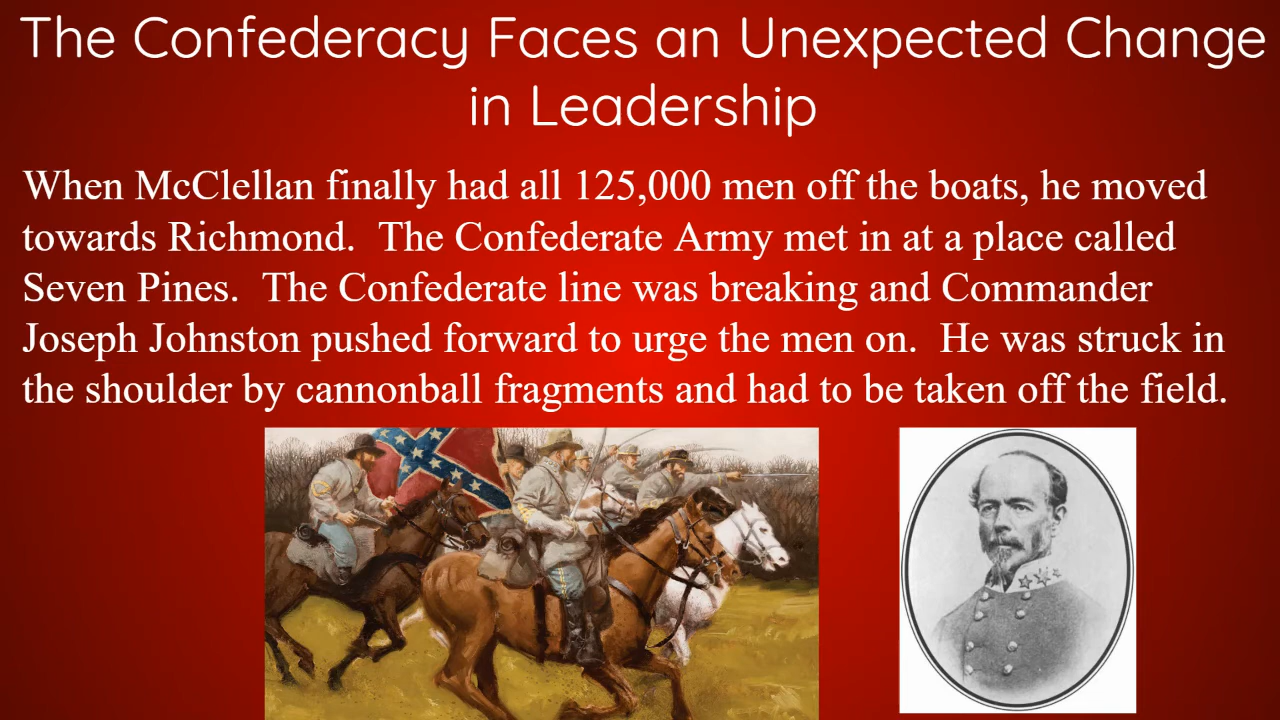 The Confederacy Faces an Unexpected Change
in Leadership
When McClellan finally had all 125,000 men off the boats, he moved
towards Richmond.  The Confederate Army met in at a place called
Seven Pines.  The Confederate line was breaking and Commander
Joseph Johnston pushed forward to urge the men on.  He was struck in
the shoulder by cannonball fragments and had to be taken off the field.